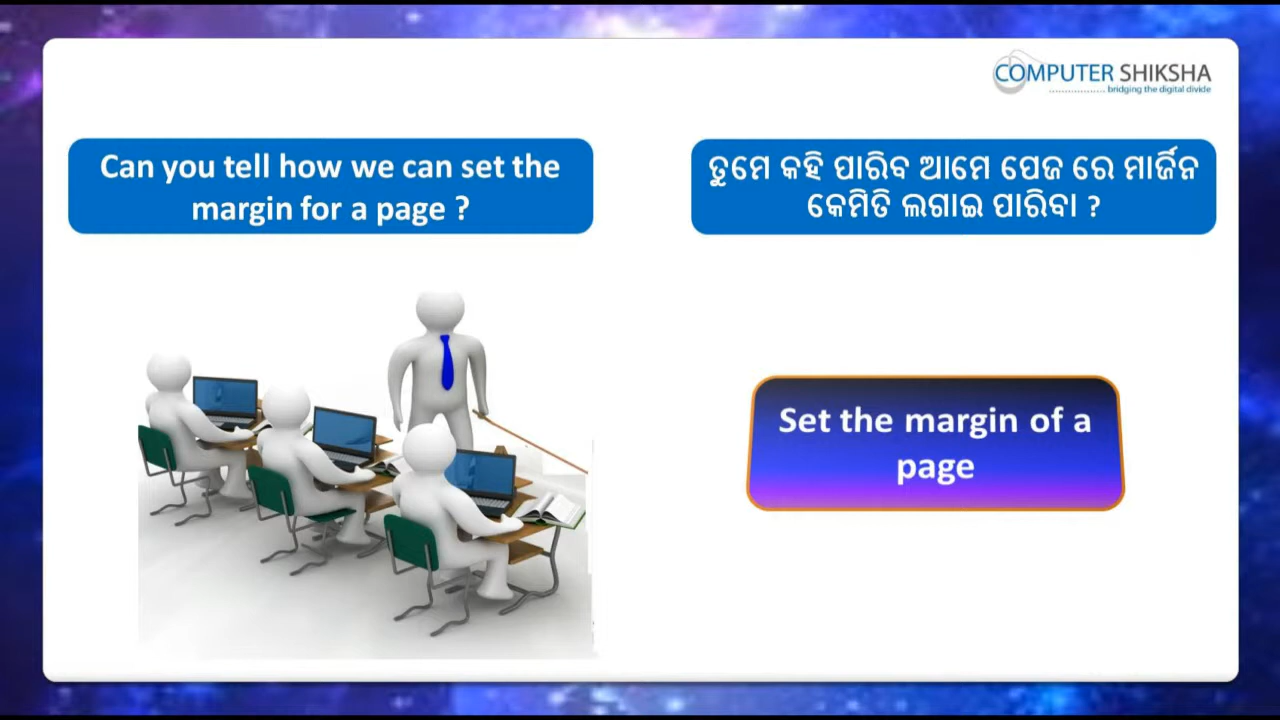 COMPUTER SHIKSHA
bridging the digital divide
Can you tell how we can set the
margin for a page ?
ତୁମେ କହି ପାରିବ ଆମେ ପେଜ ରେ ମାର୍ଜିନ
କେମିତି ଲଗାଇ ପାରିବା ?
Set the margin of a
page